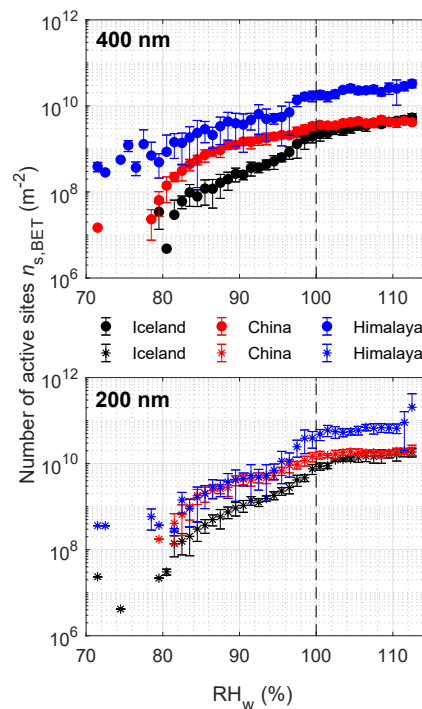 400 nm
10^12
10^10
10^8
10^6
70 80 90 100 110
Number of active sites n_s,BET (m^-2)
Iceland China Himalaya
Iceland China Himalaya
200 nm
10^12
10^10
10^8
10^6
70 80 90 100 110
RH_w (%)